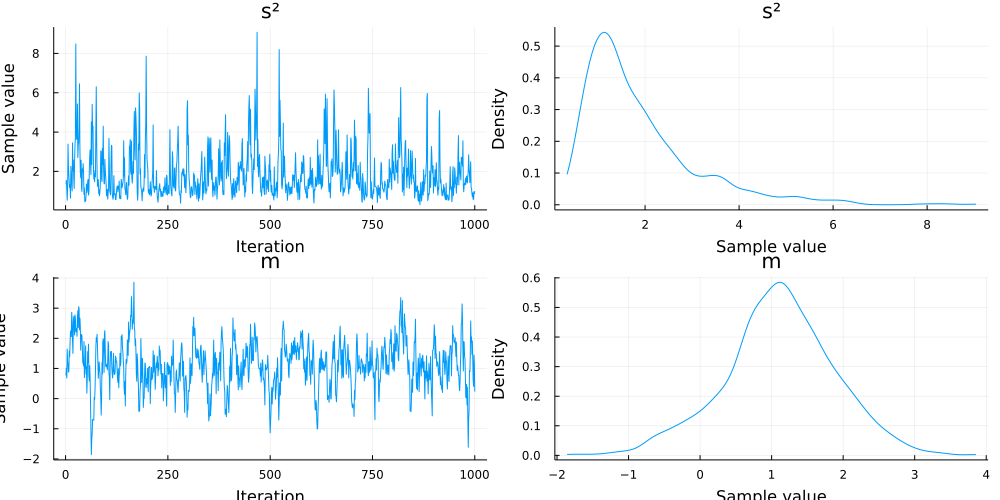 s²
s²
Sample value
8
6
4
2
0 250 500 750 1000
Iteration
Density
0.5
0.4
0.3
0.2
0.1
0.0
2 4 6 8
Sample value
m
m
Sample value
4
3
2
1
0
−1
−2
0 250 500 750 1000
Iteration
Density
0.6
0.5
0.4
0.3
0.2
0.1
0.0
−2 −1 0 1 2 3 4
Sample value